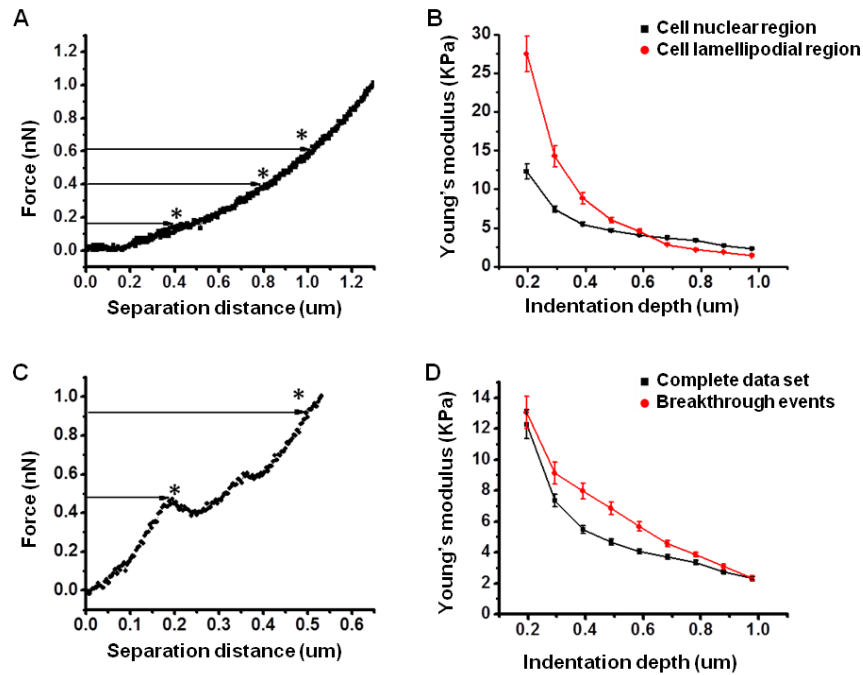 A
Force (nN)
1.2
1.0
0.8
0.6
0.4
0.2
0.0
*
*
*
0.0 0.2 0.4 0.6 0.8 1.0 1.2
Separation distance (um)
B
Cell nuclear region
Cell lamellipodial region
Young's modulus (KPa)
30
25
20
15
10
5
0
0.2 0.4 0.6 0.8 1.0
Indentation depth (um)
C
Force (nN)
1.0
0.8
0.6
0.4
0.2
0.0
*
*
0.0 0.1 0.2 0.3 0.4 0.5 0.6
Separation distance (um)
D
Complete data set
Breakthrough events
Young's modulus (KPa)
14
12
10
8
6
4
2
0
0.2 0.4 0.6 0.8 1.0
Indentation depth (um)